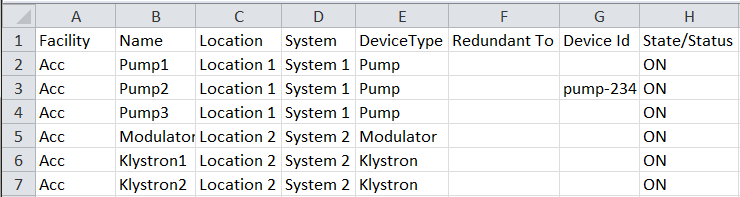 A B C D E F G H
1 Facility Name Location System DeviceType Redundant To Device Id State/Status
2 Acc Pump1 Location 1 System 1 Pump ON
3 Acc Pump2 Location 1 System 1 Pump pump-234 ON
4 Acc Pump3 Location 1 System 1 Pump ON
5 Acc Modulator Location 2 System 2 Modulator ON
6 Acc Klystron1 Location 2 System 2 Klystron ON
7 Acc Klystron2 Location 2 System 2 Klystron ON